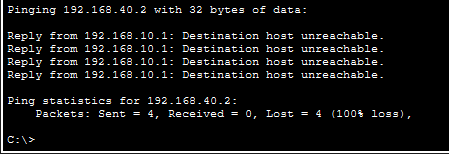 Pinging 192.168.40.2 with 32 bytes of data:
Reply from 192.168.10.1: Destination host unreachable.
Reply from 192.168.10.1: Destination host unreachable.
Reply from 192.168.10.1: Destination host unreachable.
Reply from 192.168.10.1: Destination host unreachable.
Ping statistics for 192.168.40.2:
Packets: Sent = 4, Received = 0, Lost = 4 (100% loss),
C:\>